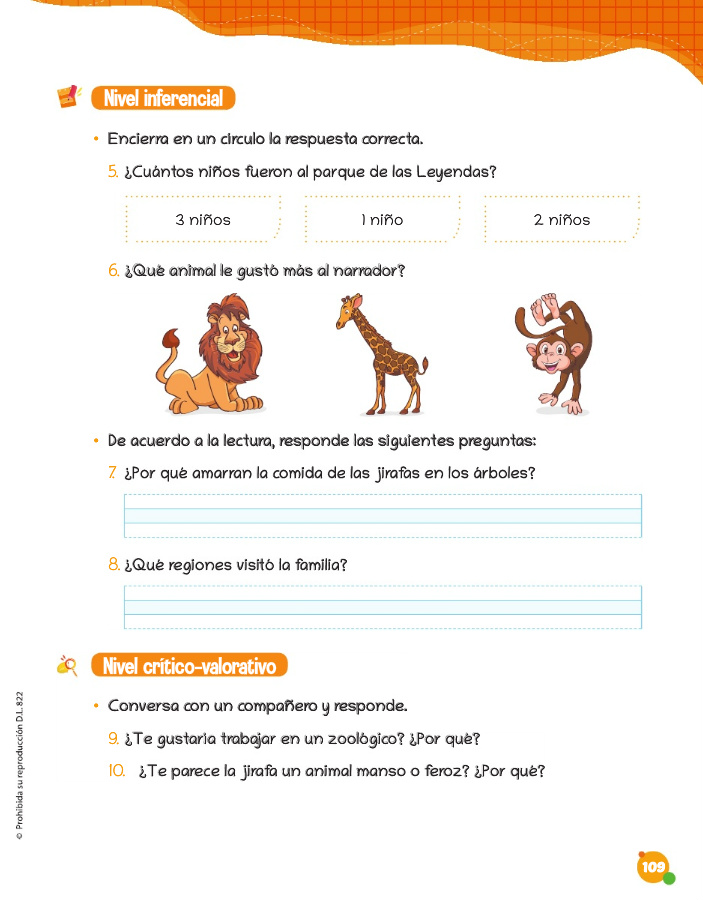 Nivel inferencial
• Encierra en un círculo la respuesta correcta.
5. ¿Cuántos niños fueron al parque de las Leyendas?
3 niños 1 niño 2 niños
6. ¿Qué animal le gustó más al narrador?
• De acuerdo a la lectura, responde las siguientes preguntas:
7. ¿Por qué amarran la comida de las jirafas en los árboles?
8. ¿Qué regiones visitó la familia?
Nivel crítico-valorativo
• Conversa con un compañero y responde.
9. ¿Te gustaría trabajar en un zoológico? ¿Por qué?
10. ¿Te parece la jirafa un animal manso o feroz? ¿Por qué?
© Prohibida su reproducción D.L. 822
109